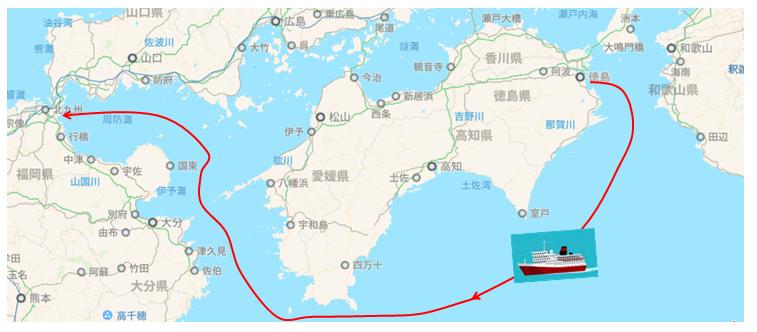 山口県
油谷湾
響灘
佐波川
山口
防府
大竹
広島
呉
東広島
尾道
瀬戸大橋
瀬戸内海
洲本
大鳴門橋
和歌山
海南
和歌山県
田辺
燧灘
観音寺
香川県
阿波
徳島
徳島県
今治
新居浜
西条
松山
伊予
吉野川
那賀川
高知県
高知
土佐
土佐湾
室戸
北九州
響灘
宗像
行橋
周防灘
中津
宇佐
国東
福岡県
山国川
伊予灘
別府
大分
由布
津久見
佐伯
竹田
阿蘇
大分県
玉名
熊本
高千穂
肱川
八幡浜
愛媛県
宇和島
四万十